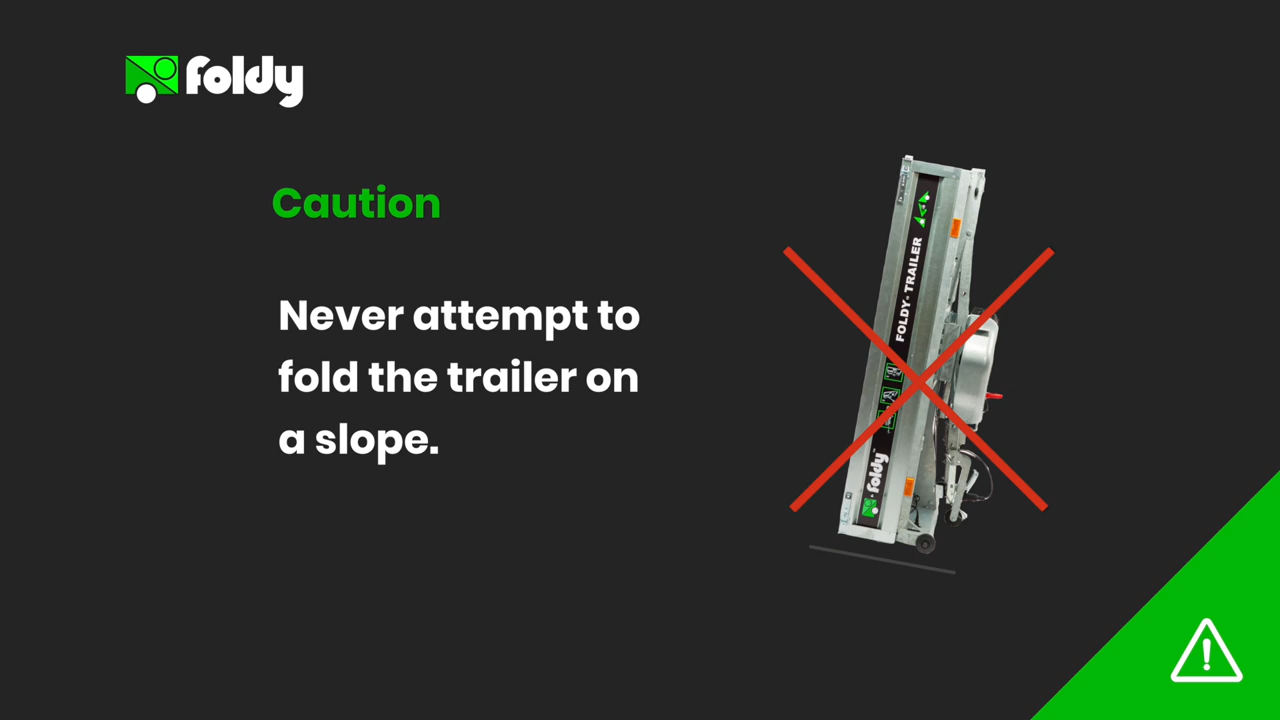 foldy
Caution
Never attempt to
fold the trailer on
a slope.
FOLDY® TRAILER
foldy